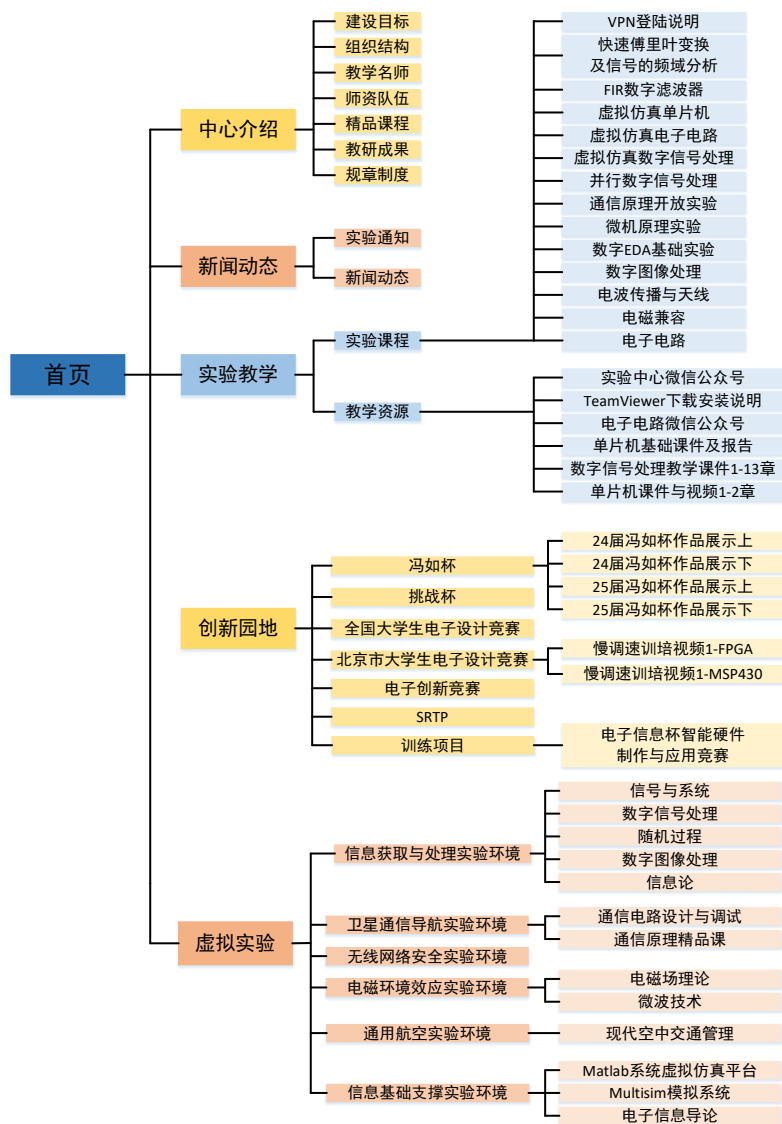 首页
中心介绍
建设目标
组织结构
教学名师
师资队伍
精品课程
教研成果
规章制度
新闻动态
实验通知
新闻动态
实验教学
实验课程
VPN登陆说明
快速傅里叶变换
及信号的频域分析
FIR数字滤波器
虚拟仿真单片机
虚拟仿真电子电路
虚拟仿真数字信号处理
并行数字信号处理
通信原理开放实验
微机原理实验
数字EDA基础实验
数字图像处理
电波传播与天线
电磁兼容
电子电路
教学资源
实验中心微信公众号
TeamViewer下载安装说明
电子电路微信公众号
单片机基础课件及报告
数字信号处理教学课件1-13章
单片机课件与视频1-2章
创新园地
冯如杯
24届冯如杯作品展示上
24届冯如杯作品展示下
25届冯如杯作品展示上
25届冯如杯作品展示下
挑战杯
全国大学生电子设计竞赛
北京市大学生电子设计竞赛
慢调速训培视频1-FPGA
慢调速训培视频1-MSP430
电子创新竞赛
SRTP
训练项目
电子信息杯智能硬件
制作与应用竞赛
虚拟实验
信息获取与处理实验环境
信号与系统
数字信号处理
随机过程
数字图像处理
信息论
卫星通信导航实验环境
通信电路设计与调试
通信原理精品课
无线网络安全实验环境
电磁环境效应实验环境
电磁场理论
微波技术
通用航空实验环境
现代空中交通管理
信息基础支撑实验环境
Matlab系统虚拟仿真平台
Multisim模拟系统
电子信息导论